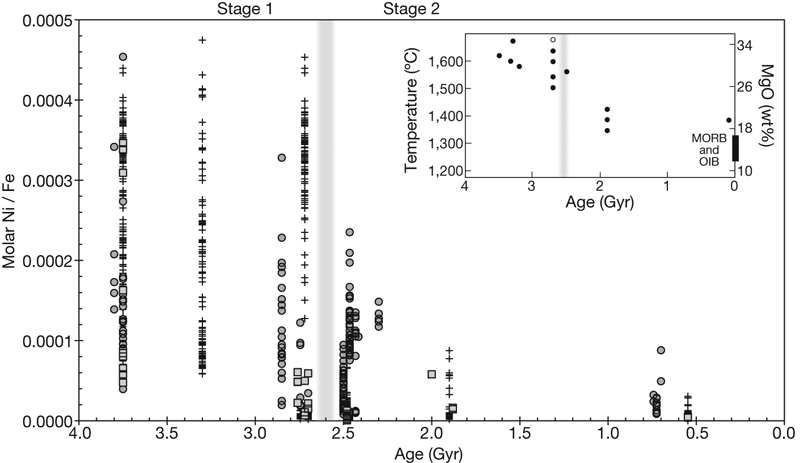 Stage 1 Stage 2
0.0005
0.0004
0.0003
0.0002
0.0001
0.0000
Molar Ni / Fe
4.0 3.5 3.0 2.5 2.0 1.5 1.0 0.5 0.0
Age (Gyr)
1,600
1,500
1,400
1,300
1,200
Temperature (ºC)
34
26
18
10
MgO (wt%)
MORB
and
OIB
4 3 2 1 0
Age (Gyr)